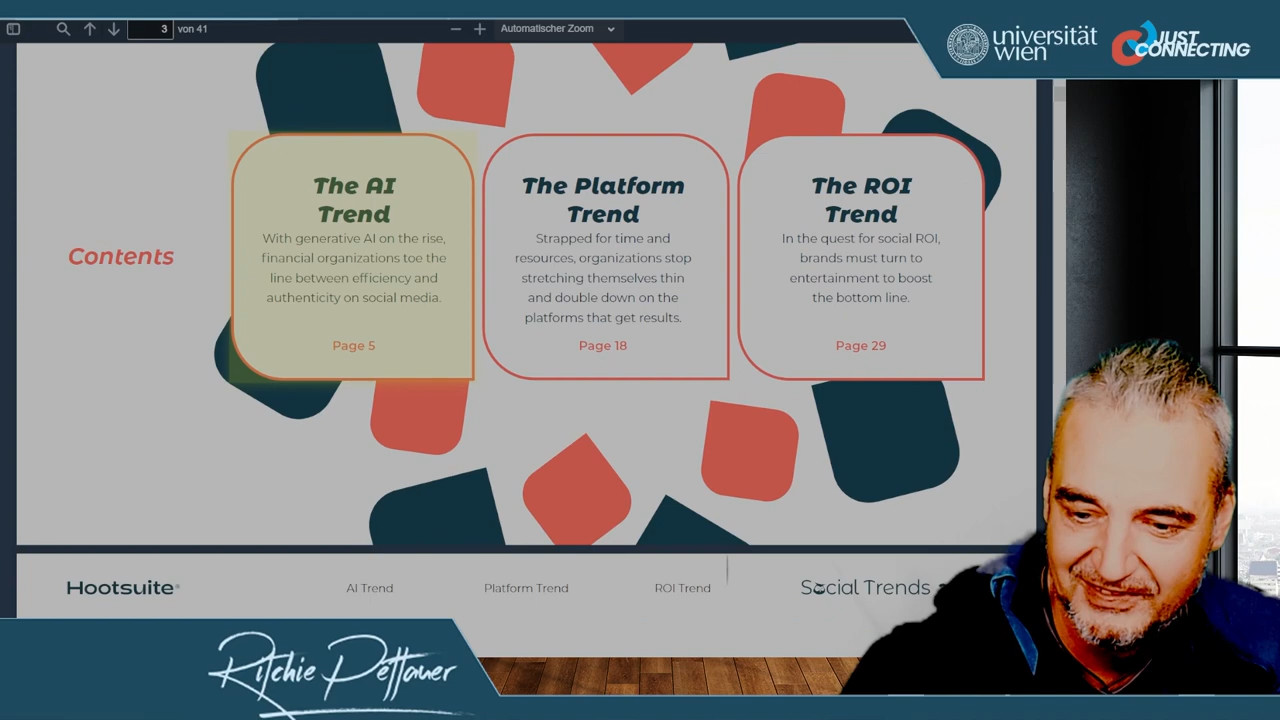 3 von 41
Automatischer Zoom
universität
wien
JUST
CONNECTING
Contents
The AI
Trend
With generative AI on the rise,
financial organizations toe the
line between efficiency and
authenticity on social media.
Page 5
The Platform
Trend
Strapped for time and
resources, organizations stop
stretching themselves thin
and double down on the
platforms that get results.
Page 18
The ROI
Trend
In the quest for social ROI,
brands must turn to
entertainment to boost
the bottom line.
Page 29
Hootsuite®
AI Trend
Platform Trend
ROI Trend
Social Trends
Ritchie Pettauer